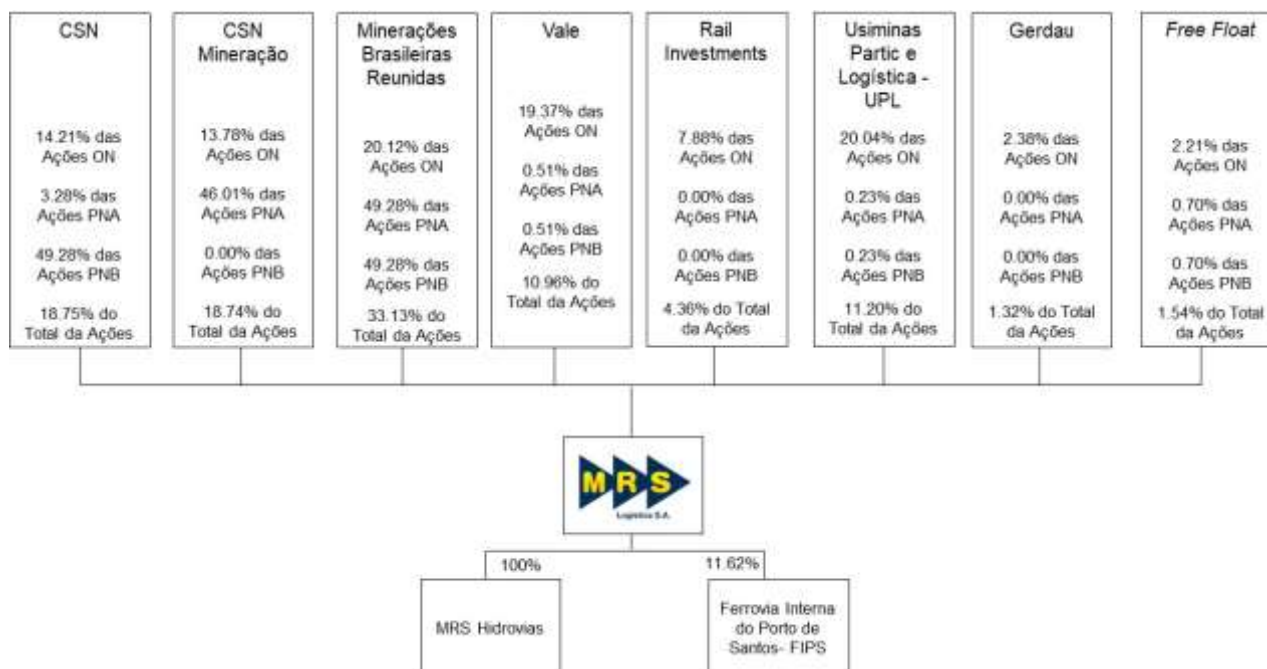 CSN
14.21% das
Ações ON
3.28% das
Ações PNA
49.28% das
Ações PNB
18.75% do
Total da Ações
CSN
Mineração
13.78% das
Ações ON
46.01% das
Ações PNA
0.00% das
Ações PNB
18.74% do
Total da Ações
Minerações
Brasileiras
Reunidas
20.12% das
Ações ON
49.28% das
Ações PNA
49.28% das
Ações PNB
33.13% do
Total da Ações
Vale
19.37% das
Ações ON
0.51% das
Ações PNA
0.51% das
Ações PNB
10.96% do
Total da Ações
Rail
Investments
7.88% das
Ações ON
0.00% das
Ações PNA
0.00% das
Ações PNB
4.36% do Total
da Ações
Usiminas
Partic e
Logística -
UPL
20.04% das
Ações ON
0.23% das
Ações PNA
0.23% das
Ações PNB
11.20% do
Total da Ações
Gerdau
2.38% das
Ações ON
0.00% das
Ações PNA
0.00% das
Ações PNB
1.32% do Total
da Ações
Free Float
2.21% das
Ações ON
0.70% das
Ações PNA
0.70% das
Ações PNB
1.54% do Total
da Ações
MRS
Logística S.A.
100%
11.62%
MRS Hidrovias
Ferrovia Interna
do Porto de
Santos- FIPS